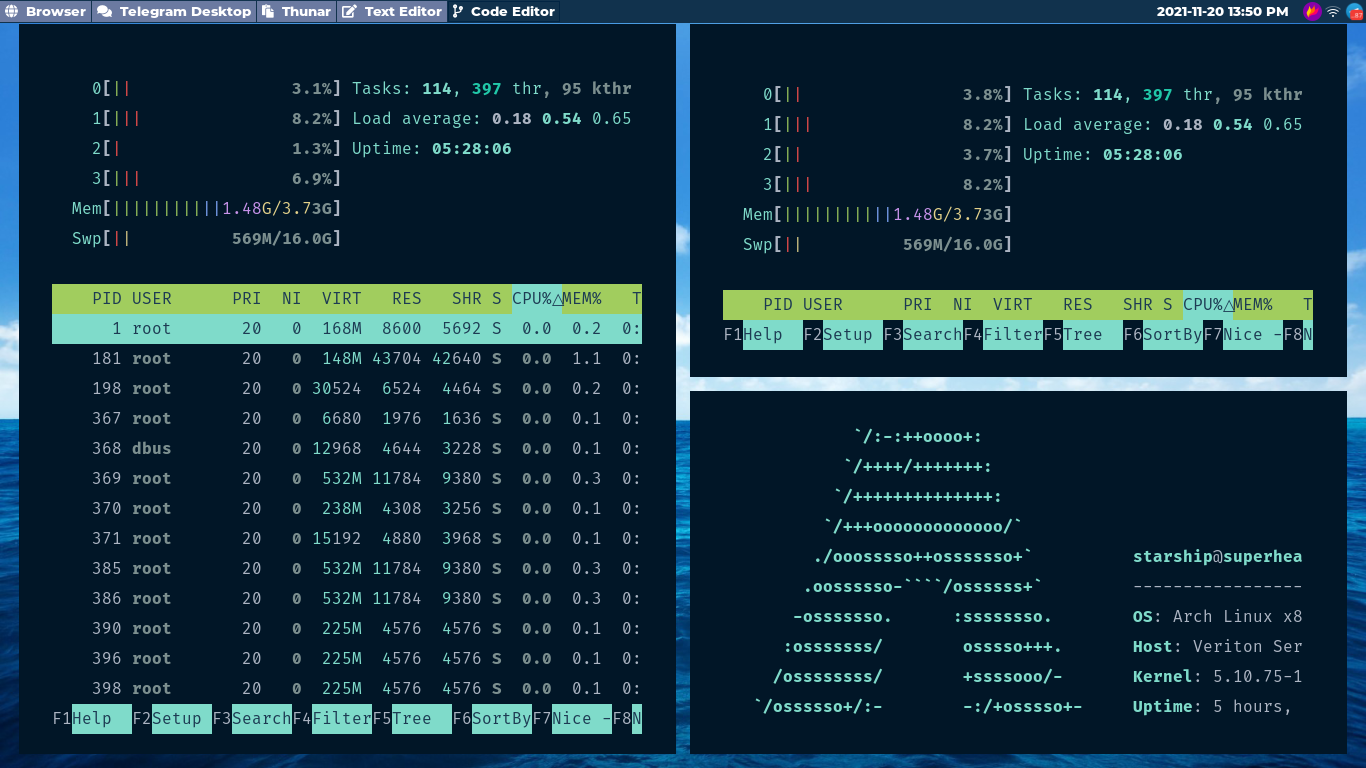 Browser Telegram Desktop Thunar Text Editor Code Editor 2021-11-20 13:50 PM
0[|| 3.1%] Tasks: 114, 397 thr, 95 kthr
1[||| 8.2%] Load average: 0.18 0.54 0.65
2[| 1.3%] Uptime: 05:28:06
3[||| 6.9%]
Mem[|||||||||||1.48G/3.73G]
Swp[|| 569M/16.0G]
PID USER PRI NI VIRT RES SHR S CPU%△MEM% T
1 root 20 0 168M 8600 5692 S 0.0 0.2 0:
181 root 20 0 148M 43704 42640 S 0.0 1.1 0:
198 root 20 0 30524 6524 4464 S 0.0 0.2 0:
367 root 20 0 6680 1976 1636 S 0.0 0.1 0:
368 dbus 20 0 12968 4644 3228 S 0.0 0.1 0:
369 root 20 0 532M 11784 9380 S 0.0 0.3 0:
370 root 20 0 238M 4308 3256 S 0.0 0.1 0:
371 root 20 0 15192 4880 3968 S 0.0 0.1 0:
385 root 20 0 532M 11784 9380 S 0.0 0.3 0:
386 root 20 0 532M 11784 9380 S 0.0 0.3 0:
390 root 20 0 225M 4576 4576 S 0.0 0.1 0:
396 root 20 0 225M 4576 4576 S 0.0 0.1 0:
398 root 20 0 225M 4576 4576 S 0.0 0.1 0:
F1Help F2Setup F3SearchF4FilterF5Tree F6SortByF7Nice -F8N
0[|| 3.8%] Tasks: 114, 397 thr, 95 kthr
1[||| 8.2%] Load average: 0.18 0.54 0.65
2[|| 3.7%] Uptime: 05:28:06
3[||| 8.2%]
Mem[|||||||||||1.48G/3.73G]
Swp[|| 569M/16.0G]
PID USER PRI NI VIRT RES SHR S CPU%△MEM% T
F1Help F2Setup F3SearchF4FilterF5Tree F6SortByF7Nice -F8N
`/:-:++oooo+:
`/++++/+++++++:
`/++++++++++++++:
`/+++ooooooooooooo/`
./ooosssso++osssssso+` starship@superhea
.oossssso-````/ossssss+` -----------------
-osssssso. :ssssssso. OS: Arch Linux x8
:osssssss/ osssso+++. Host: Veriton Ser
/ossssssss/ +ssssooo/- Kernel: 5.10.75-1
`/ossssso+/:- -:/+osssso+- Uptime: 5 hours,